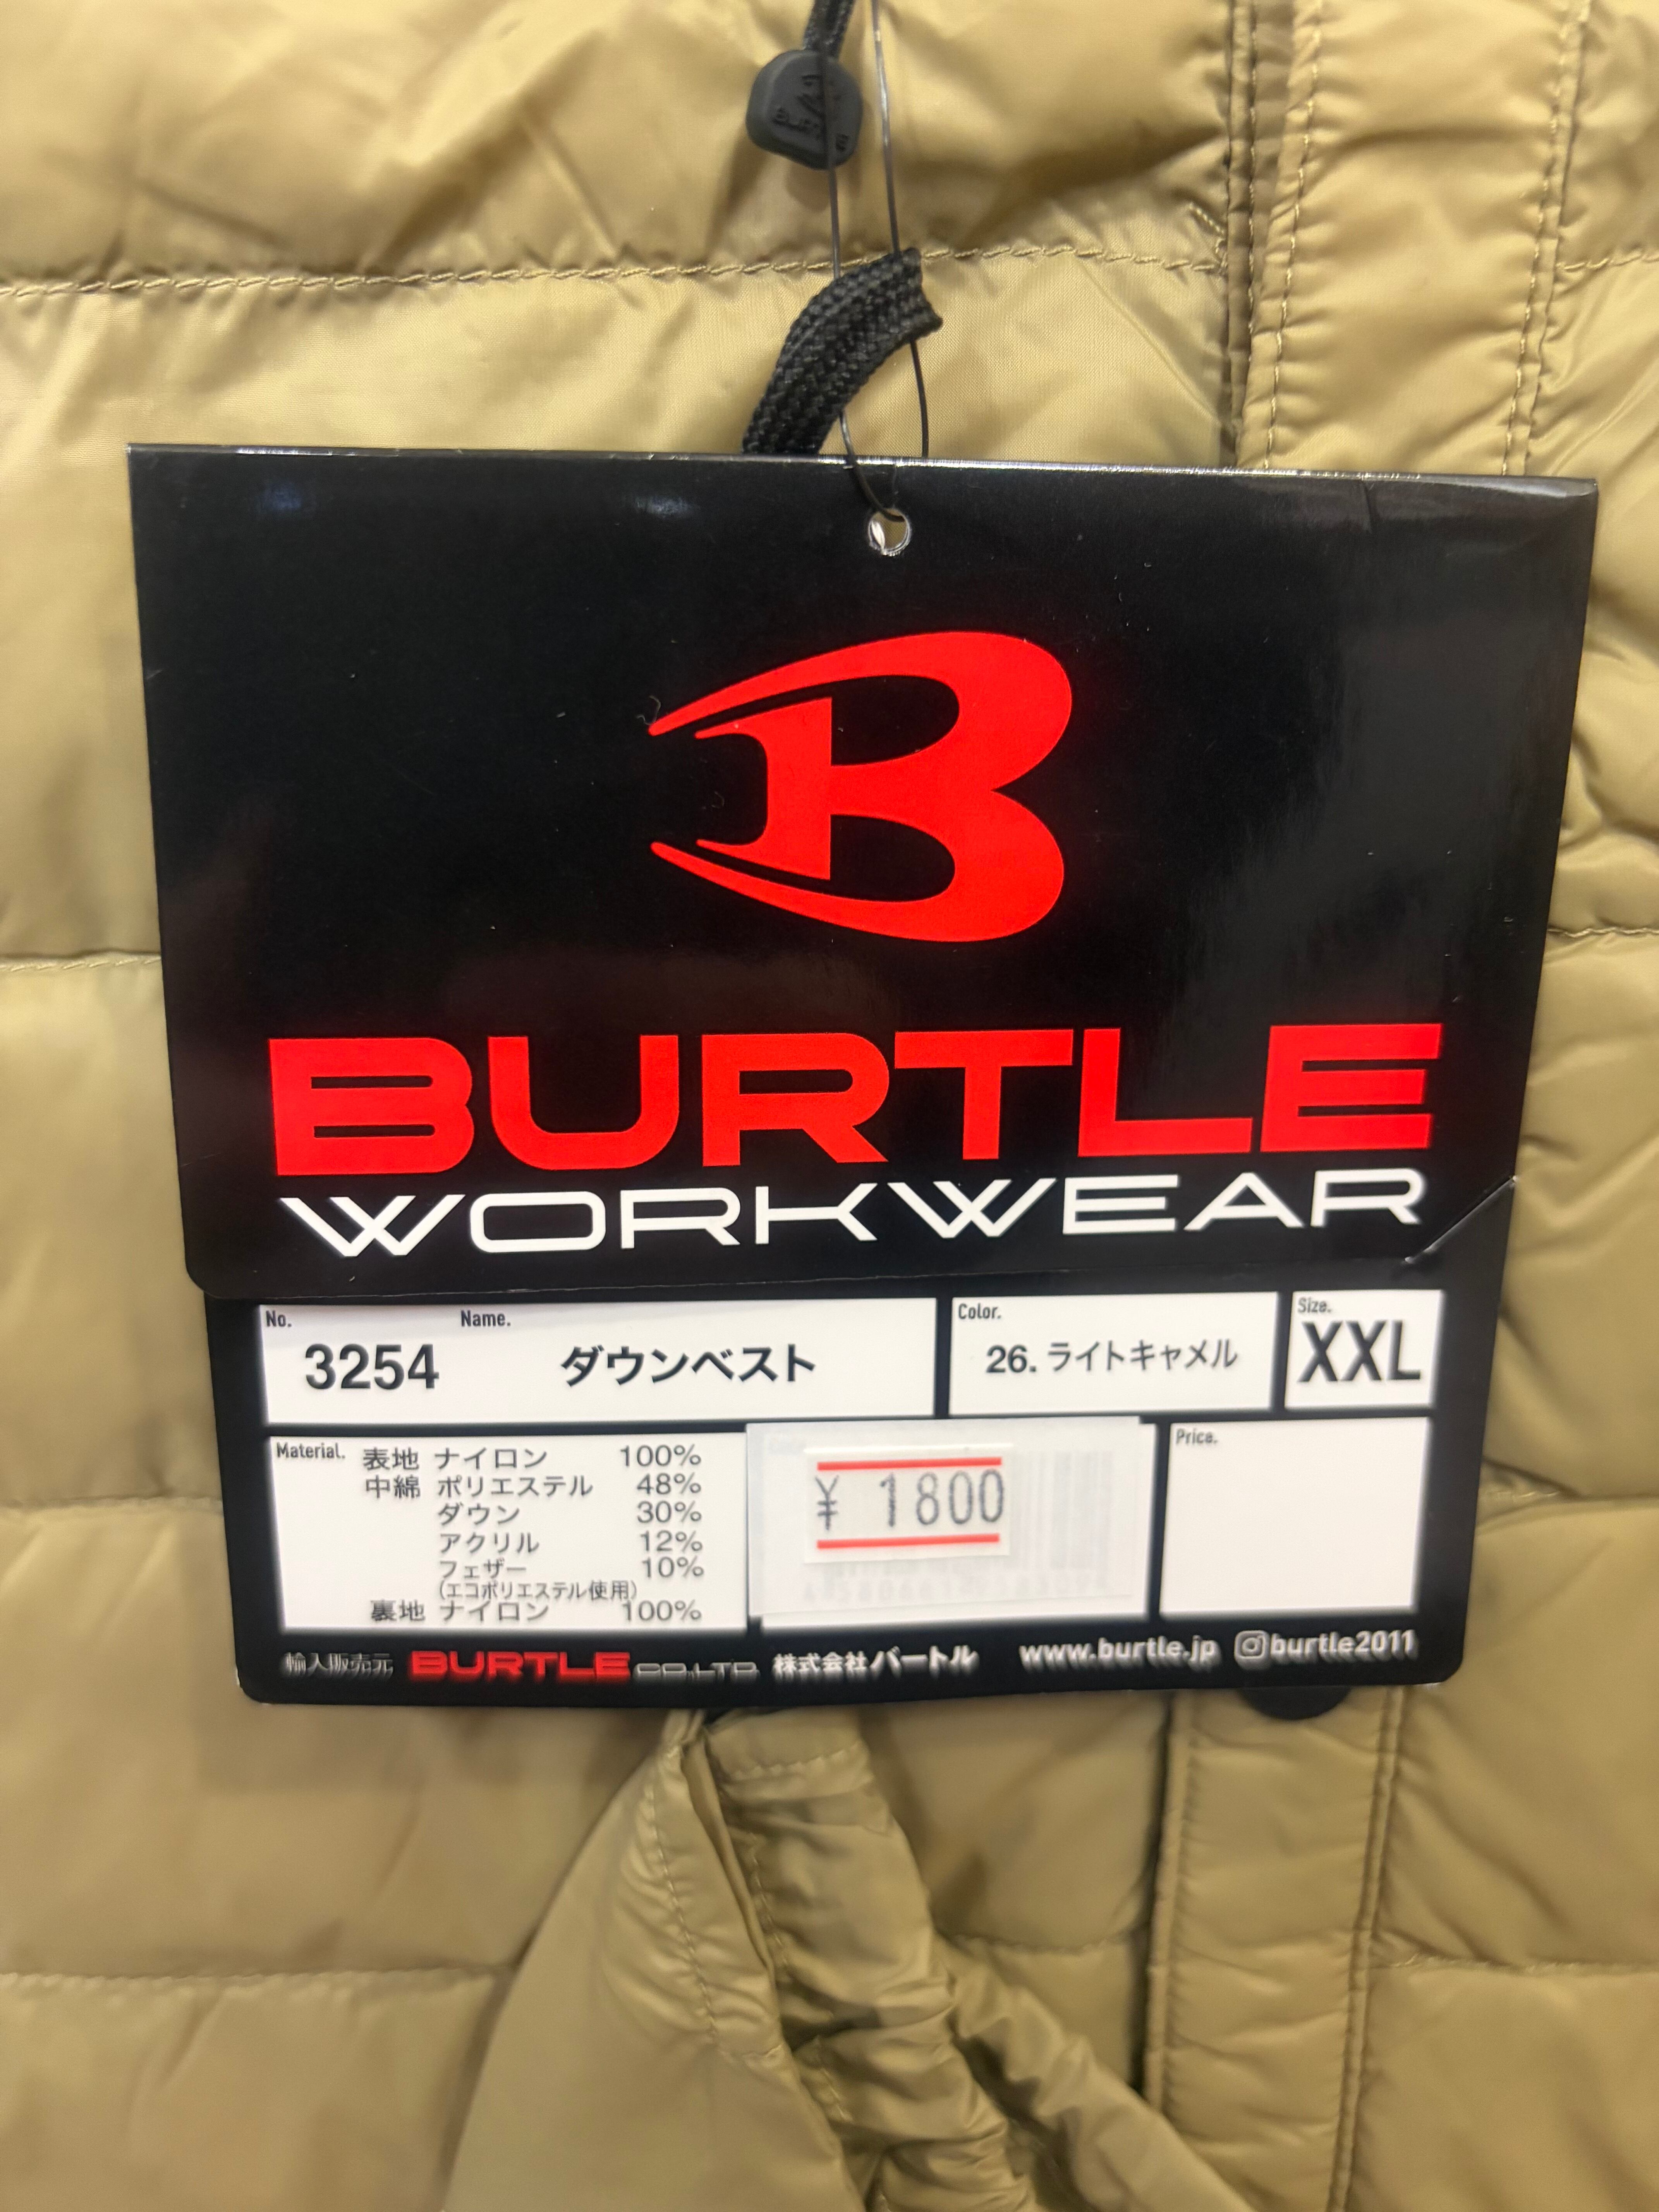 BURTLE
WORKWEAR
No. 3254 Name. ダウンベスト
Color. 26. ライトキャメル
Size. XXL
Material. 表地 ナイロン 100%
中綿 ポリエステル 48%
ダウン 30%
アクリル 12%
フェザー 10%
(エコポリエステル使用)
裏地 ナイロン 100%
¥ 1800
Price.
輸入販売元 BURTLE CO.LTD. 株式会社バートル www.burtle.jp burtle2011